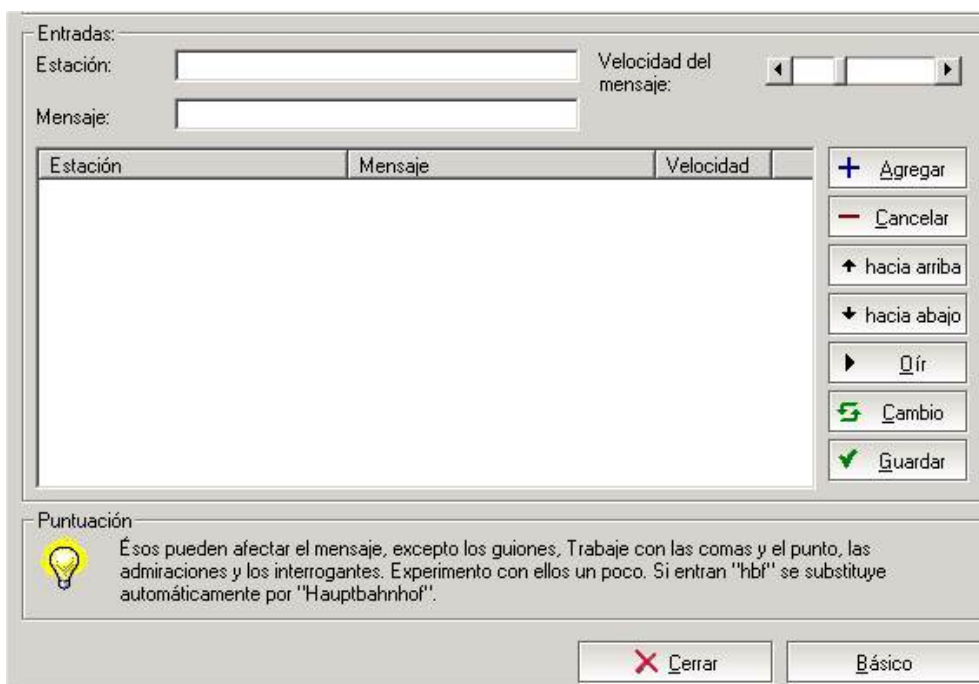 Entradas:
Estación:
Velocidad del
mensaje:
Mensaje:
Estación Mensaje Velocidad
Agregar
Cancelar
hacia arriba
hacia abajo
Oír
Cambio
Guardar
Puntuación
Ésos pueden afectar el mensaje, excepto los guiones, Trabaje con las comas y el punto, las
admiraciones y los interrogantes. Experimento con ellos un poco. Si entran "hbf" se substituye
automáticamente por "Hauptbahnhof".
Cerrar
Básico